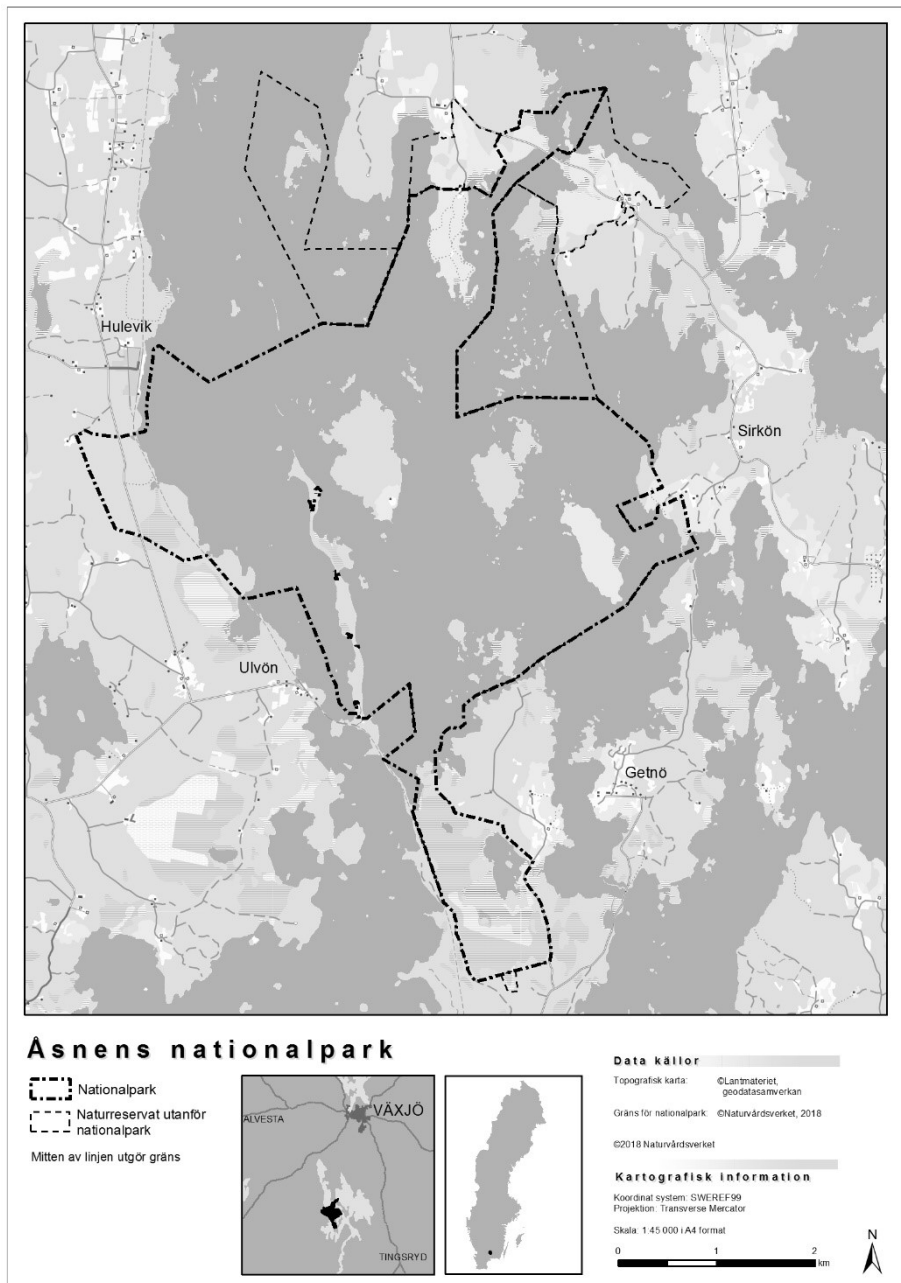 Hulevik
Sirkön
Ulvön
Getnö
Åsnens nationalpark
Nationalpark
Naturreservat utanför
nationalpark
Mitten av linjen utgör gräns
VÄXJÖ
ALVESTA
TINGSRYD
Data källor
Topografisk karta: ©Lantmäteriet,
geodatasamverkan
Gräns för nationalpark: ©Naturvårdsverket, 2018
©2018 Naturvårdsverket
Kartografisk information
Koordinat system: SWEREF99
Projektion: Transverse Mercator
Skala: 1:45 000 i A4 format
N
0 1 2
km